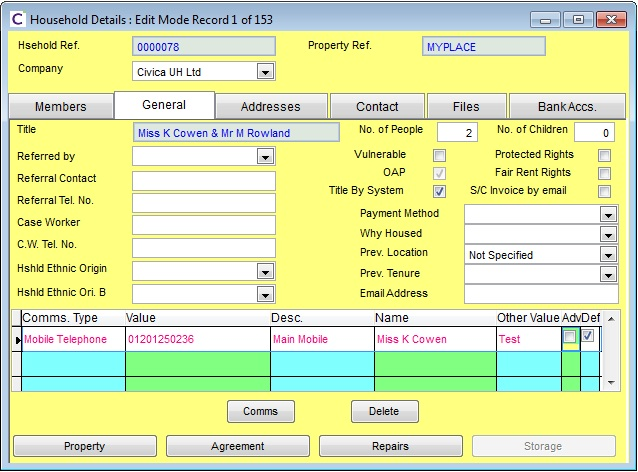 C Household Details : Edit Mode Record 1 of 153
Hsehold Ref. 0000078 Property Ref. MYPLACE
Company Civica UH Ltd
Members General Addresses Contact Files Bank Accs.
Title Miss K Cowen & Mr M Rowland No. of People 2 No. of Children 0
Referred by Vulnerable Protected Rights
Referral Contact OAP Fair Rent Rights
Referral Tel. No. Title By System S/C Invoice by email
Case Worker Payment Method
C.W. Tel. No. Why Housed
Hshld Ethnic Origin Prev. Location Not Specified
Prev. Tenure
Hshld Ethnic Ori. B Email Address
Comms. Type Value Desc. Name Other Value Adv Def
Mobile Telephone 01201250236 Main Mobile Miss K Cowen Test
Comms Delete
Property Agreement Repairs Storage